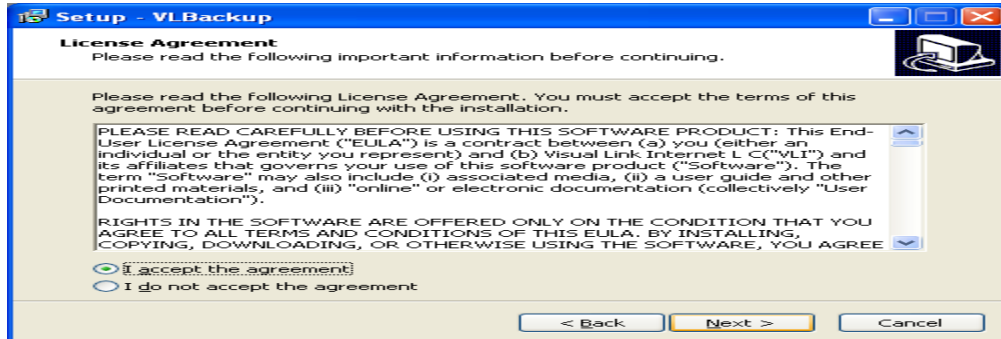 Setup - VLBackup
License Agreement
Please read the following important information before continuing.
Please read the following License Agreement. You must accept the terms of this
agreement before continuing with the installation.
PLEASE READ CAREFULLY BEFORE USING THIS SOFTWARE PRODUCT: This End-
User License Agreement ("EULA") is a contract between (a) you (either an
individual or the entity you represent) and (b) Visual Link Internet L C("VLI") and
its affiliates that governs your use of this software product ("Software"). The
term "Software" may also include (i) associated media, (ii) a user guide and other
printed materials, and (iii) "online" or electronic documentation (collectively "User
Documentation").
RIGHTS IN THE SOFTWARE ARE OFFERED ONLY ON THE CONDITION THAT YOU
AGREE TO ALL TERMS AND CONDITIONS OF THIS EULA. BY INSTALLING,
COPYING, DOWNLOADING, OR OTHERWISE USING THE SOFTWARE, YOU AGREE
I accept the agreement
I do not accept the agreement
< Back Next > Cancel